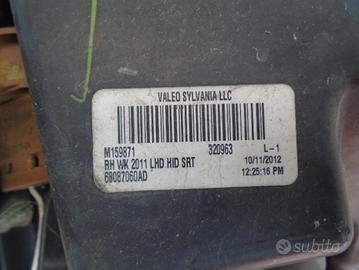 VALEO SYLVANIA LLC
M159871 320963 L-1
RH WK 2011 LHD HID SRT 10/11/2012
68087060AD 12:25:16 PM
subito